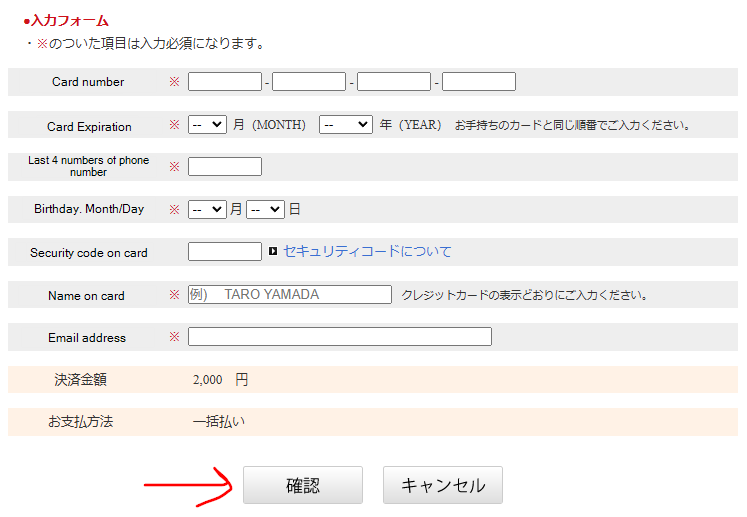 ●入力フォーム
・※のついた項目は入力必須になります。
Card number ※ - - -
Card Expiration ※ -- 月 (MONTH) -- 年 (YEAR) お手持ちのカードと同じ順番でご入力ください。
Last 4 numbers of phone
number ※
Birthday. Month/Day ※ -- 月 -- 日
Security code on card セキュリティコードについて
Name on card ※ 例) TARO YAMADA クレジットカードの表示どおりにご入力ください。
Email address ※
決済金額 2,000 円
お支払方法 一括払い
確認 キャンセル